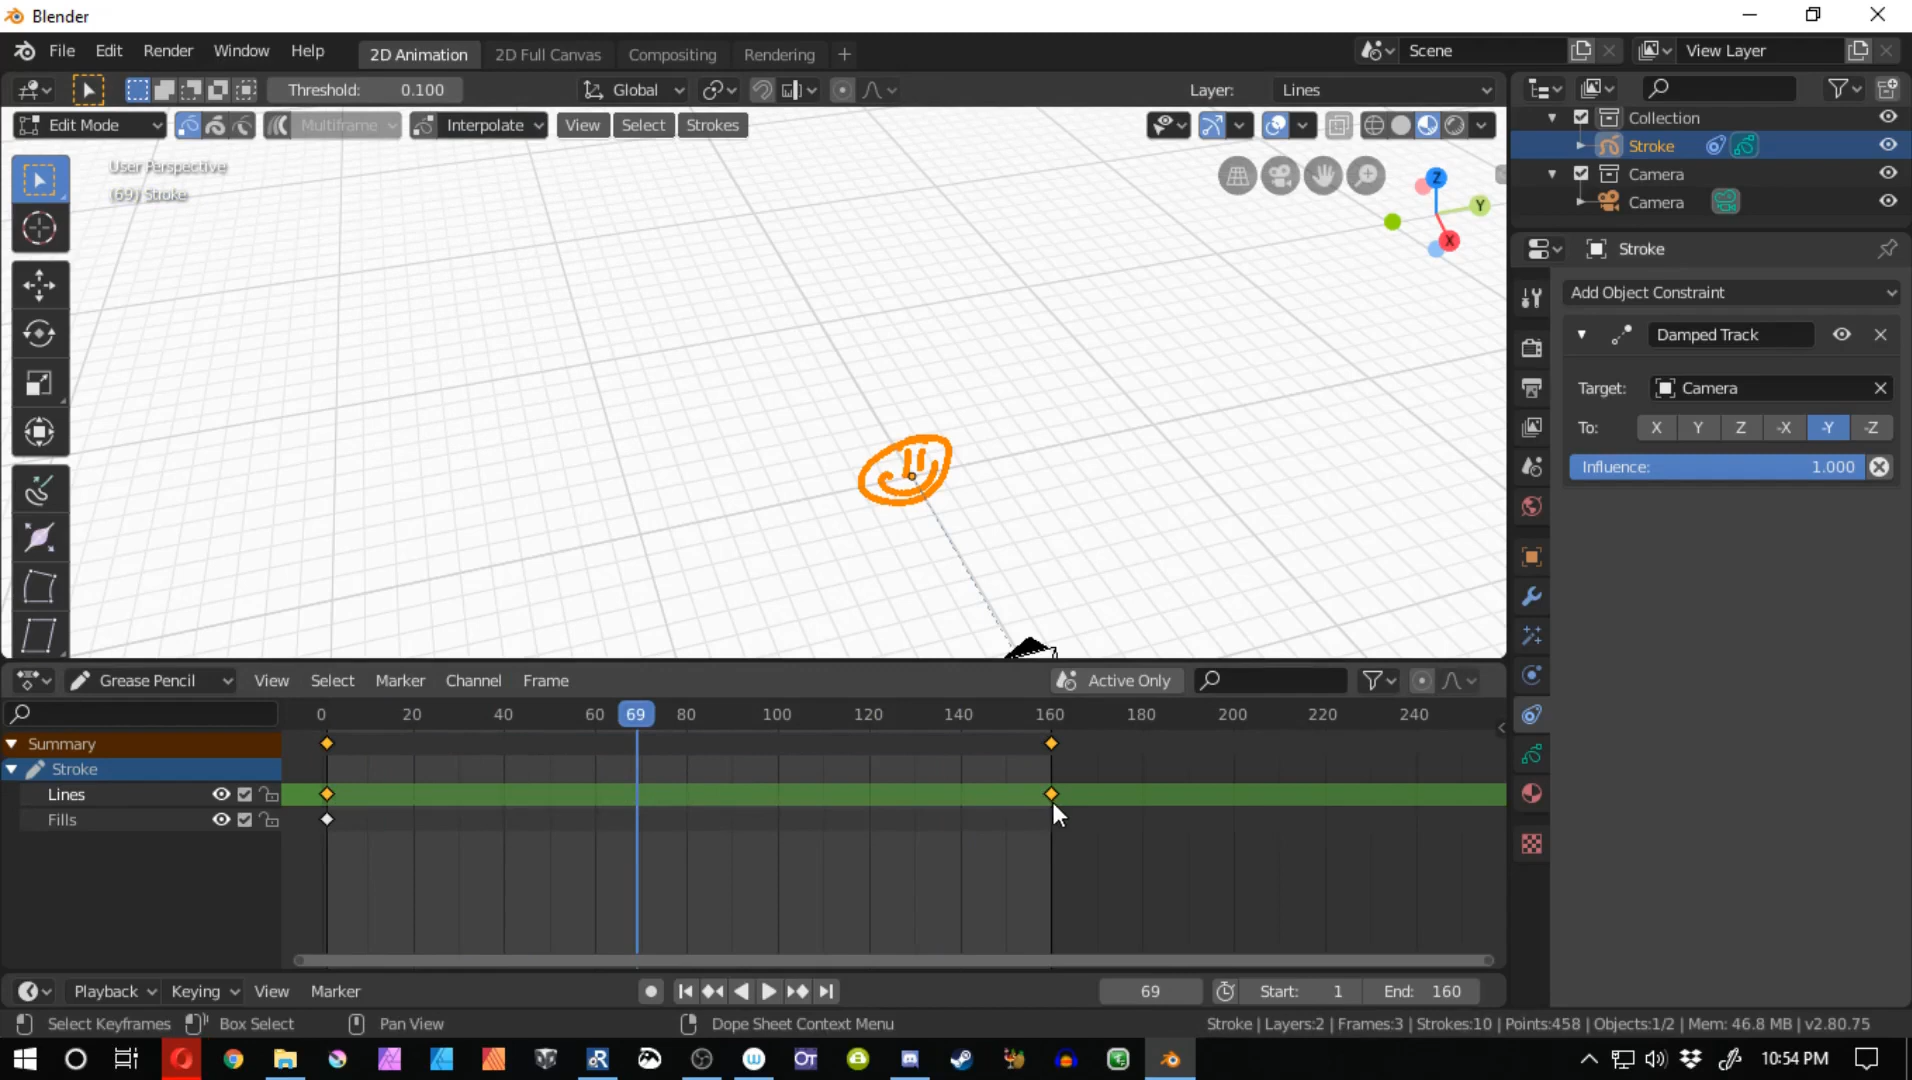 Blender
File Edit Render Window Help 2D Animation 2D Full Canvas Compositing Rendering + Scene View Layer
Threshold: 0.100 Global Layer: Lines
Collection
Edit Mode Multiframe Interpolate View Select Strokes
Stroke
User Perspective
Camera
(69) Stroke
Camera
Z
Y
X
Stroke
Add Object Constraint
Damped Track
Target: Camera
To: X Y Z -X -Y -Z
Influence: 1.000
Grease Pencil View Select Marker Channel Frame Active Only
0 20 40 60 69 80 100 120 140 160 180 200 220 240
Summary
Stroke
Lines
Fills
Playback Keying View Marker 69 Start: 1 End: 160
Select Keyframes Box Select Pan View Dope Sheet Context Menu Stroke | Layers:2 | Frames:3 | Strokes:10 | Points:458 | Objects:1/2 | Mem: 46.8 MB | v2.80.75
10:54 PM